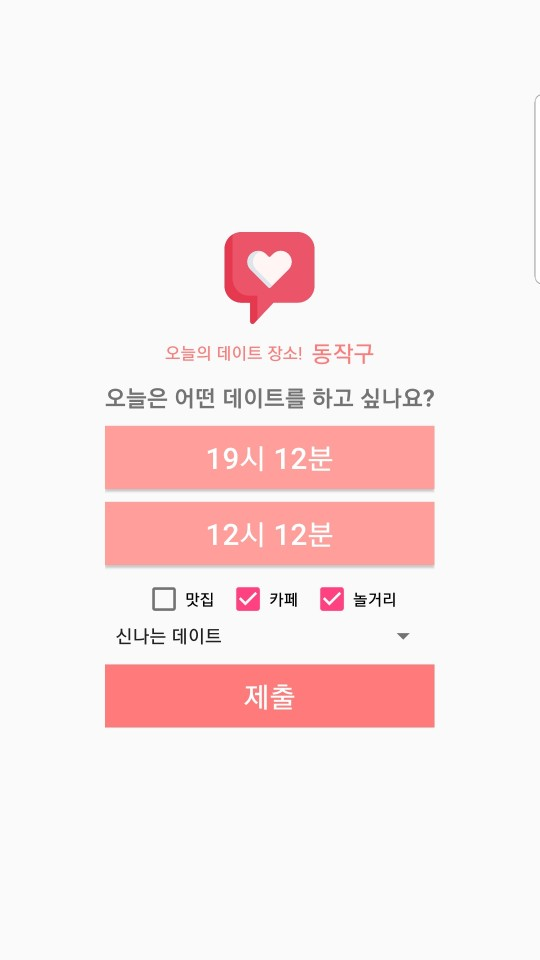 오늘의 데이트 장소! 동작구
오늘은 어떤 데이트를 하고 싶나요?
19시 12분
12시 12분
맛집 카페 놀거리
신나는 데이트
제출